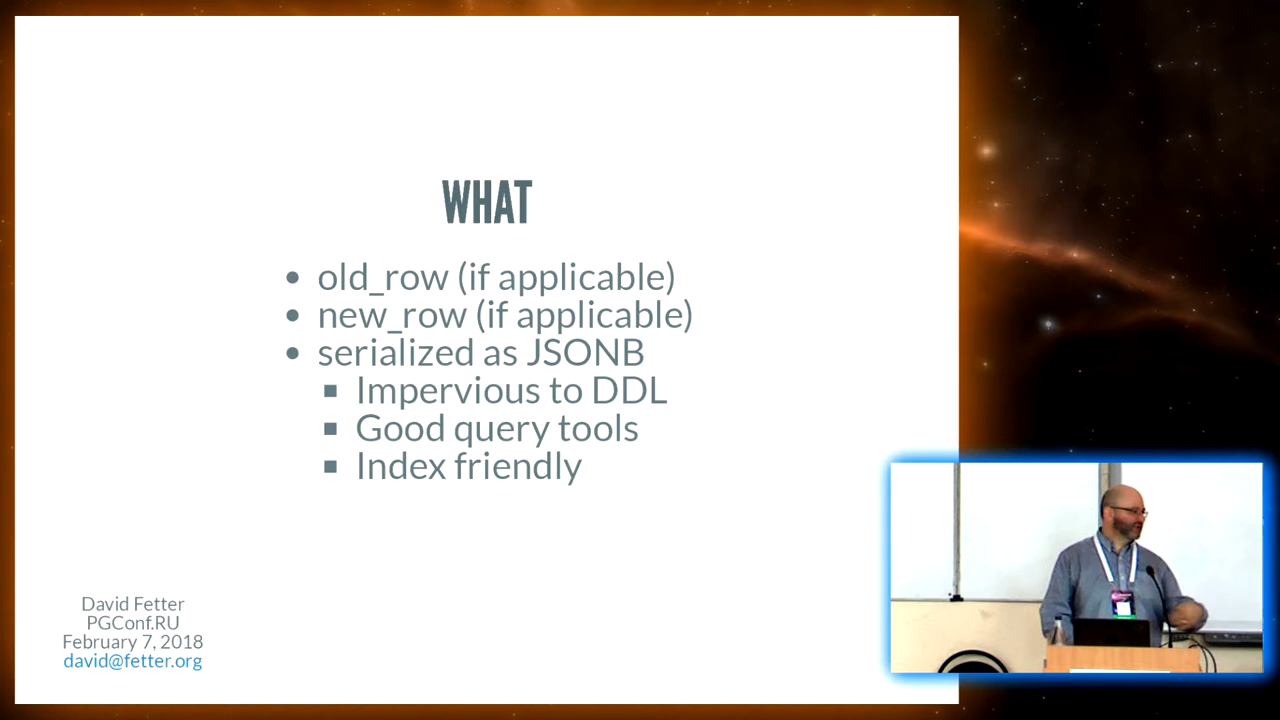 WHAT
• old_row (if applicable)
• new_row (if applicable)
• serialized as JSONB
▪ Impervious to DDL
▪ Good query tools
▪ Index friendly
David Fetter
PGConf.RU
February 7, 2018
david@fetter.org